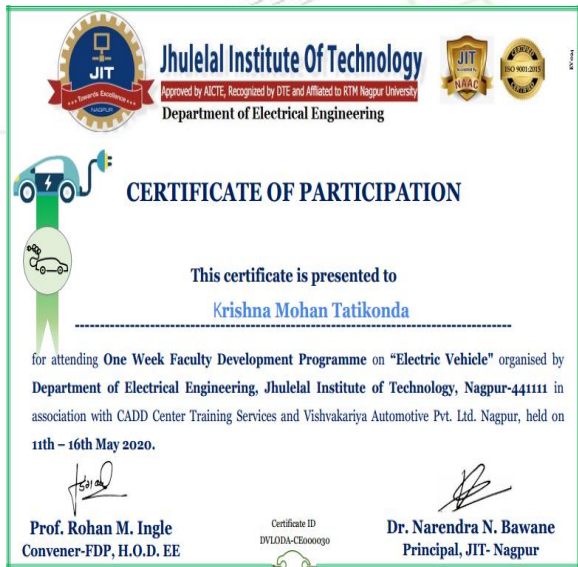 JIT
Towards Excellence
NAGPUR
Jhulelal Institute Of Technology
Approved by AICTE, Recognized by DTE and Affliated to RTM Nagpur University
Department of Electrical Engineering
JIT
NAAC
CERTIFIED
ISO 9001:2015
CERTIFIED
CERTIFICATE OF PARTICIPATION
This certificate is presented to
Krishna Mohan Tatikonda
for attending One Week Faculty Development Programme on “Electric Vehicle" organised by
Department of Electrical Engineering, Jhulelal Institute of Technology, Nagpur-441111 in
association with CADD Center Training Services and Vishvakariya Automotive Pvt. Ltd. Nagpur, held on
11th – 16th May 2020.
Prof. Rohan M. Ingle
Convener-FDP, H.O.D. EE
Certificate ID
DVLODA-CE000030
Dr. Narendra N. Bawane
Principal, JIT- Nagpur